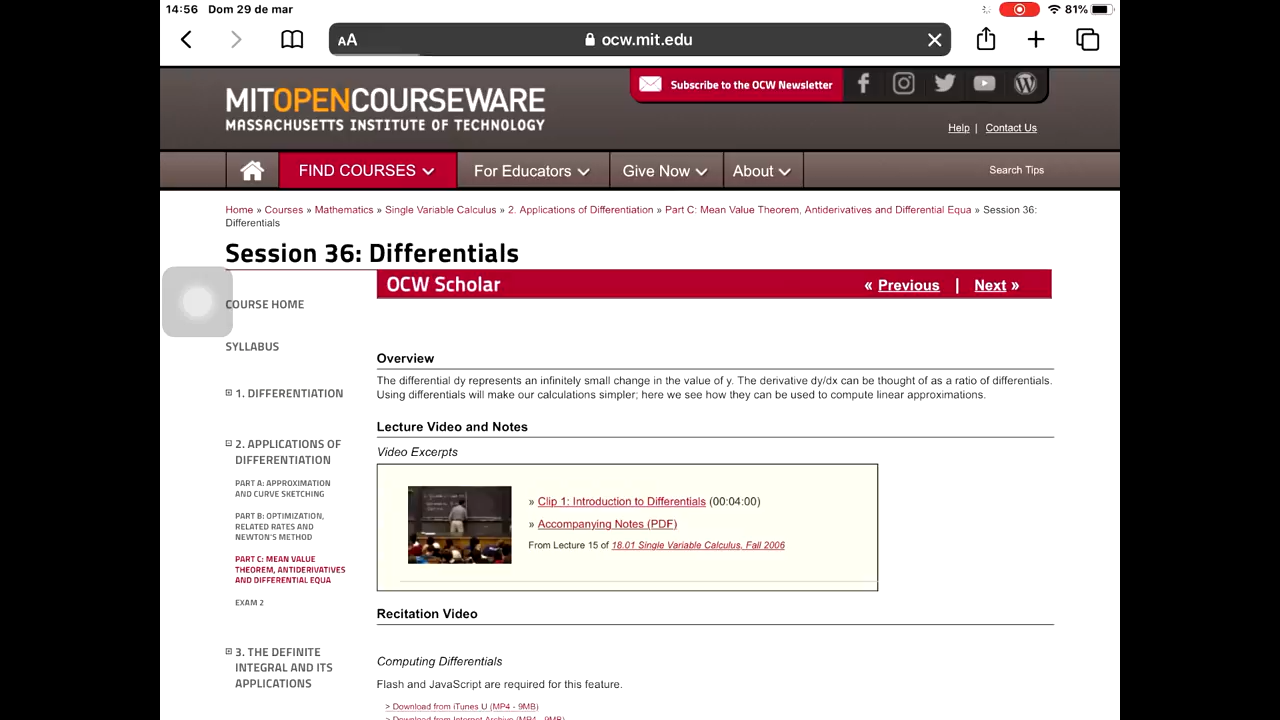 14:56 Dom 29 de mar
81%
AA
ocw.mit.edu
MITOPENCOURSEWARE
MASSACHUSETTS INSTITUTE OF TECHNOLOGY
Subscribe to the OCW Newsletter
Help | Contact Us
FIND COURSES
For Educators
Give Now
About
Search Tips
Home » Courses » Mathematics » Single Variable Calculus » 2. Applications of Differentiation » Part C: Mean Value Theorem, Antiderivatives and Differential Equa » Session 36:
Differentials
Session 36: Differentials
OCW Scholar
« Previous | Next »
COURSE HOME
SYLLABUS
1. DIFFERENTIATION
2. APPLICATIONS OF
DIFFERENTIATION
PART A: APPROXIMATION
AND CURVE SKETCHING
PART B: OPTIMIZATION,
RELATED RATES AND
NEWTON'S METHOD
PART C: MEAN VALUE
THEOREM, ANTIDERIVATIVES
AND DIFFERENTIAL EQUA
EXAM 2
3. THE DEFINITE
INTEGRAL AND ITS
APPLICATIONS
Overview
The differential dy represents an infinitely small change in the value of y. The derivative dy/dx can be thought of as a ratio of differentials.
Using differentials will make our calculations simpler; here we see how they can be used to compute linear approximations.
Lecture Video and Notes
Video Excerpts
» Clip 1: Introduction to Differentials (00:04:00)
» Accompanying Notes (PDF)
From Lecture 15 of 18.01 Single Variable Calculus, Fall 2006
Recitation Video
Computing Differentials
Flash and JavaScript are required for this feature.
> Download from iTunes U (MP4 - 9MB)
> Download from Internet Archive (MP4 - 9MB)